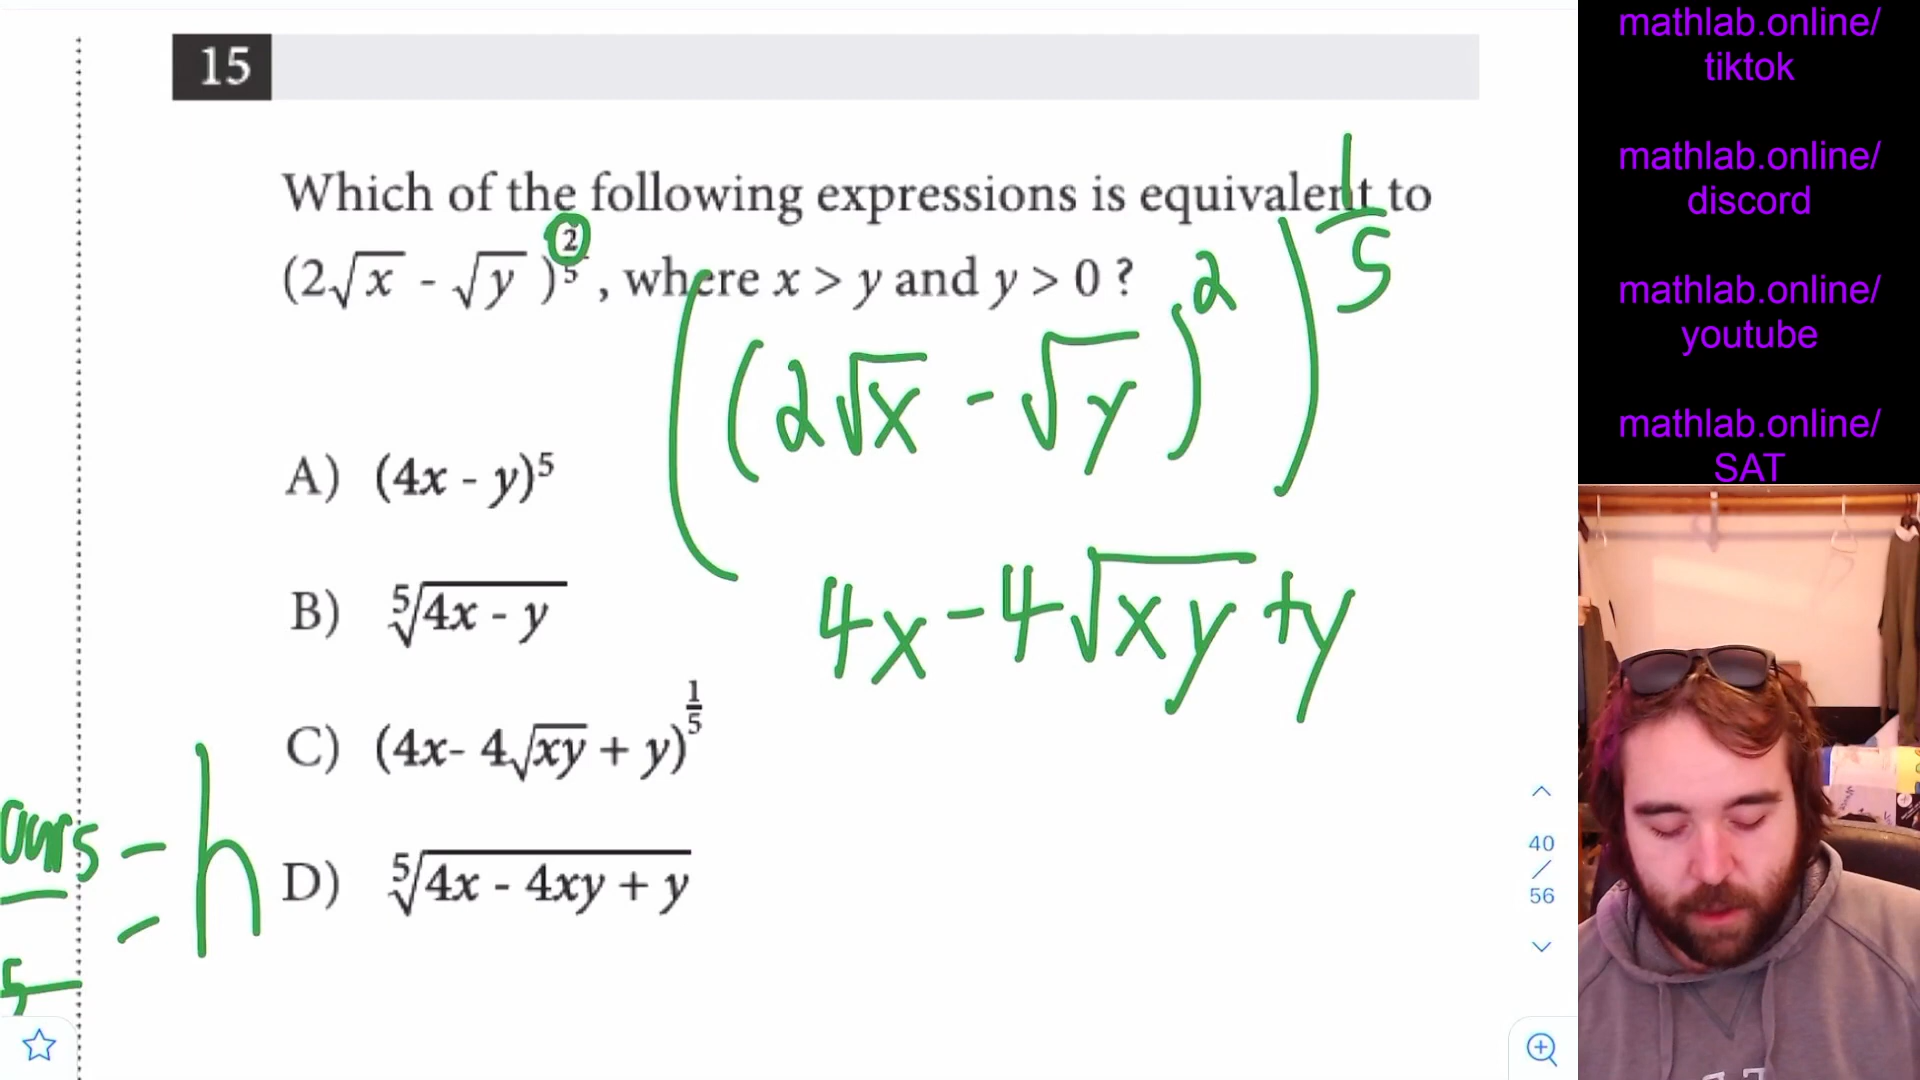 15
Which of the following expressions is equivalent to
(2√x - √y)^(2/5), where x > y and y > 0 ?
((2√x - √y)^2)^(1/5)
A) (4x - y)^5
4x - 4√xy + y
B) ⁵√4x - y
C) (4x- 4√xy + y)^(1/5)
ours = h
=
5
D) ⁵√4x - 4xy + y
40
/
56
mathlab.online/
tiktok
mathlab.online/
discord
mathlab.online/
youtube
mathlab.online/
SAT